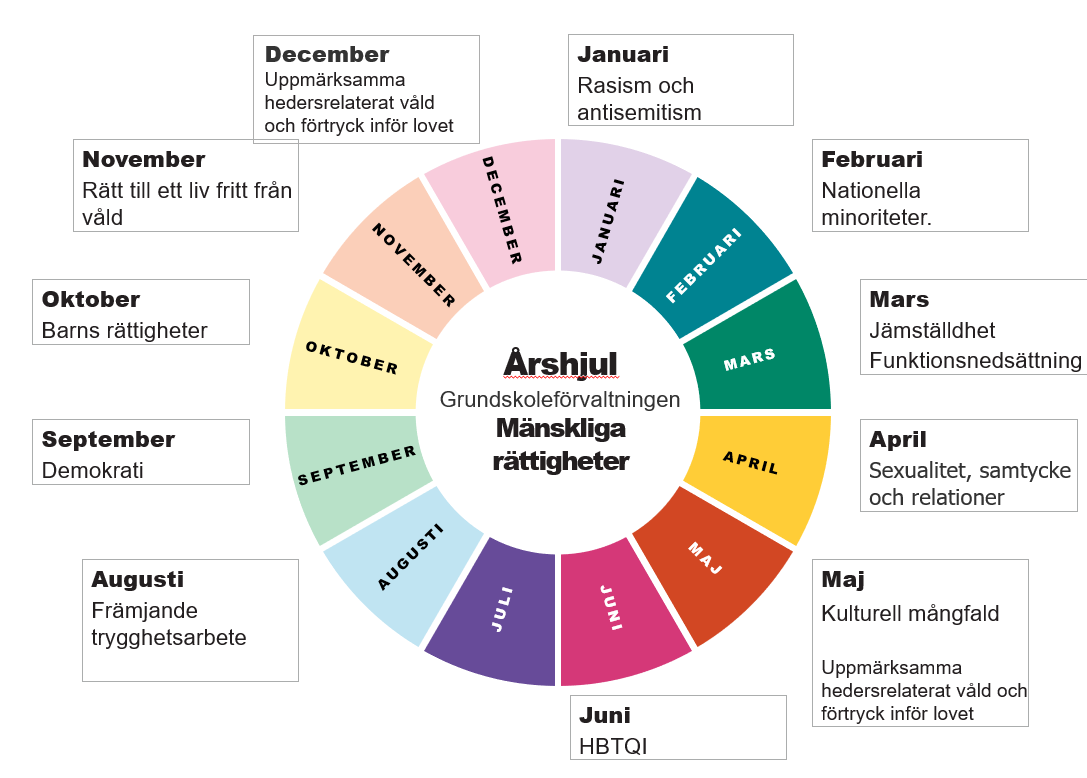 December
Uppmärksamma
hedersrelaterat våld
och förtryck inför lovet
Januari
Rasism och
antisemitism
November
Rätt till ett liv fritt från
våld
Februari
Nationella
minoriteter.
Oktober
Barns rättigheter
Mars
Jämställdhet
Funktionsnedsättning
September
Demokrati
April
Sexualitet, samtycke
och relationer
Augusti
Främjande
trygghetsarbete
Maj
Kulturell mångfald
Uppmärksamma
hedersrelaterat våld och
förtryck inför lovet
Juni
HBTQI
JANUARI
FEBRUARI
MARS
APRIL
MAJ
JUNI
JULI
AUGUSTI
SEPTEMBER
OKTOBER
NOVEMBER
DECEMBER
Årshjul
Grundskoleförvaltningen
Mänskliga
rättigheter